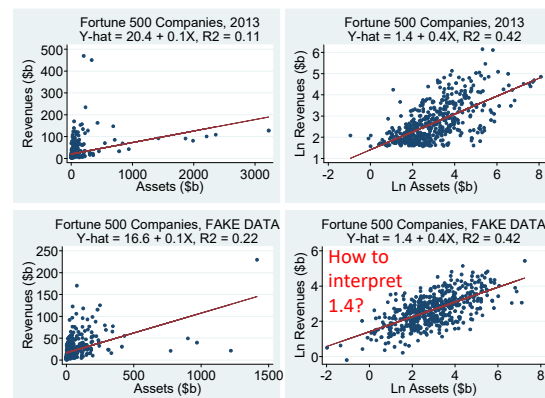 Fortune 500 Companies, 2013
Y-hat = 20.4 + 0.1X, R2 = 0.11
Revenues ($b)
500
400
300
200
100
0
0 1000 2000 3000
Assets ($b)
Fortune 500 Companies, 2013
Y-hat = 1.4 + 0.4X, R2 = 0.42
Ln Revenues ($b)
6
5
4
3
2
1
-2 0 2 4 6 8
Ln Assets ($b)
Fortune 500 Companies, FAKE DATA
Y-hat = 16.6 + 0.1X, R2 = 0.22
Revenues ($b)
250
200
150
100
50
0
0 500 1000 1500
Assets ($b)
Fortune 500 Companies, FAKE DATA
Y-hat = 1.4 + 0.4X, R2 = 0.42
How to
interpret
1.4?
Ln Revenues ($b)
6
4
2
0
-2 0 2 4 6 8
Ln Assets ($b)